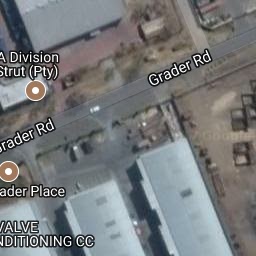 A Division
Strut (Pty)
Grader Rd
Grader Rd
ader Place
VALVE
NDITIONING CC